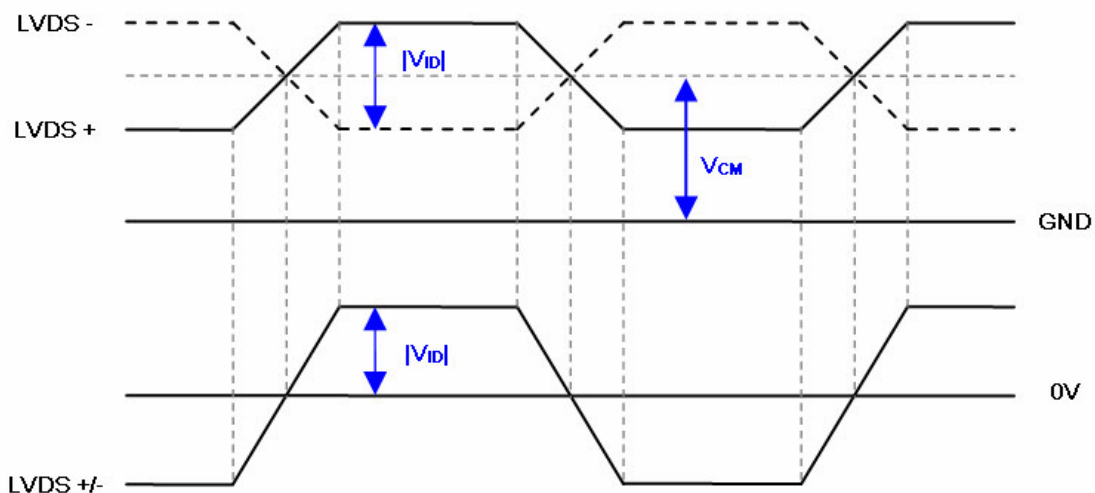 LVDS -
|VID|
LVDS +
VCM
GND
|VID|
0V
LVDS +/-